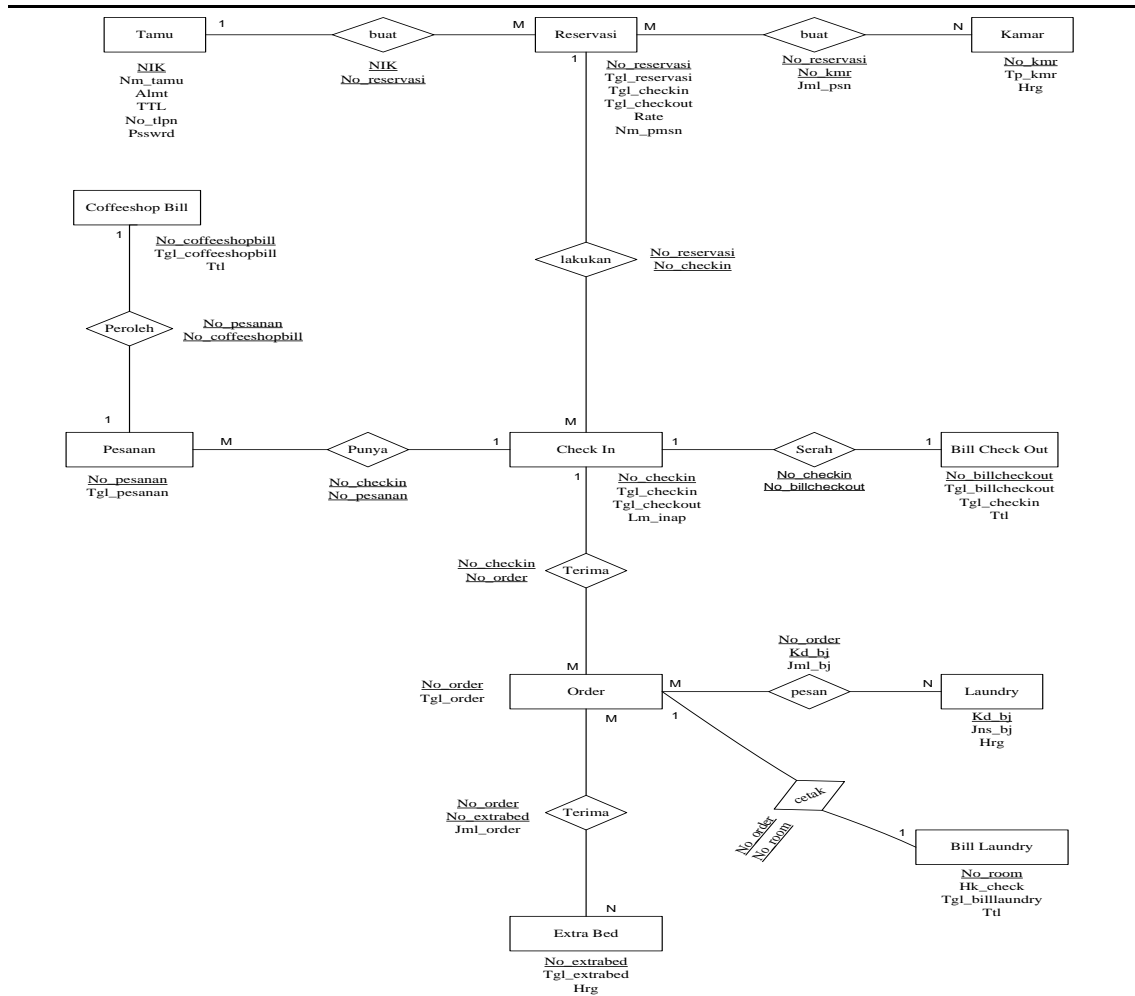 Tamu
1
buat
M
Reservasi
M
buat
N
Kamar
NIK
Nm_tamu
Almt
TTL
No_tlpn
Psswrd
NIK
No_reservasi
1
No_reservasi
Tgl_reservasi
Tgl_checkin
Tgl_checkout
Rate
Nm_pmsn
No_reservasi
No_kmr
Jml_psn
No_kmr
Tp_kmr
Hrg
Coffeeshop Bill
1
No_coffeeshopbill
Tgl_coffeeshopbill
Ttl
lakukan
No_reservasi
No_checkin
Peroleh
No_pesanan
No_coffeeshopbill
1
M
Pesanan
M
Punya
1
Check In
1
Serah
1
Bill Check Out
No_pesanan
Tgl_pesanan
No_checkin
No_pesanan
1
No_checkin
Tgl_checkin
Tgl_checkout
Lm_inap
No_checkin
No_billcheckout
No_billcheckout
Tgl_billcheckout
Tgl_checkin
Ttl
No_checkin
No_order
Terima
M
No_order
Kd_bj
Jml_bj
No_order
Tgl_order
Order
M
pesan
N
Laundry
M
1
Kd_bj
Jns_bj
Hrg
No_order
No_extrabed
Jml_order
Terima
cetak
No_order
No_room
1
Bill Laundry
No_room
Hk_check
Tgl_billlaundry
Ttl
N
Extra Bed
No_extrabed
Tgl_extrabed
Hrg